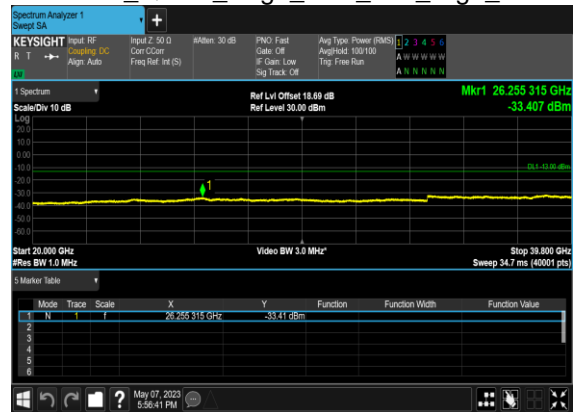 Spectrum Analyzer 1
Swept SA
KEYSIGHT Input: RF Input Z: 50 Ω #Atten: 30 dB PNO: Fast Avg Type: Power (RMS) 1 2 3 4 5 6
R T Coupling: DC Corr CCorr Gate: Off Avg|Hold: 100/100 A W W W W W
Align: Auto Freq Ref: Int (S) IF Gain: Low Trig: Free Run
LXI Sig Track: Off A N N N N N
1 Spectrum Ref Lvl Offset 18.69 dB Mkr1 26.255 315 GHz
Scale/Div 10 dB Ref Level 30.00 dBm -33.407 dBm
Log
20.0
10.0
0.00
-10.0
DL1 -13.00 dBm
-20.0
1
-30.0
-40.0
-50.0
-60.0
Start 20.000 GHz Video BW 3.0 MHz* Stop 39.800 GHz
#Res BW 1.0 MHz Sweep 34.7 ms (40001 pts)
5 Marker Table
Mode Trace Scale X Y Function Function Width Function Value
1 N 1 f 26.255 315 GHz -33.41 dBm
2
3
4
5
6
? May 07, 2023
5:56:41 PM